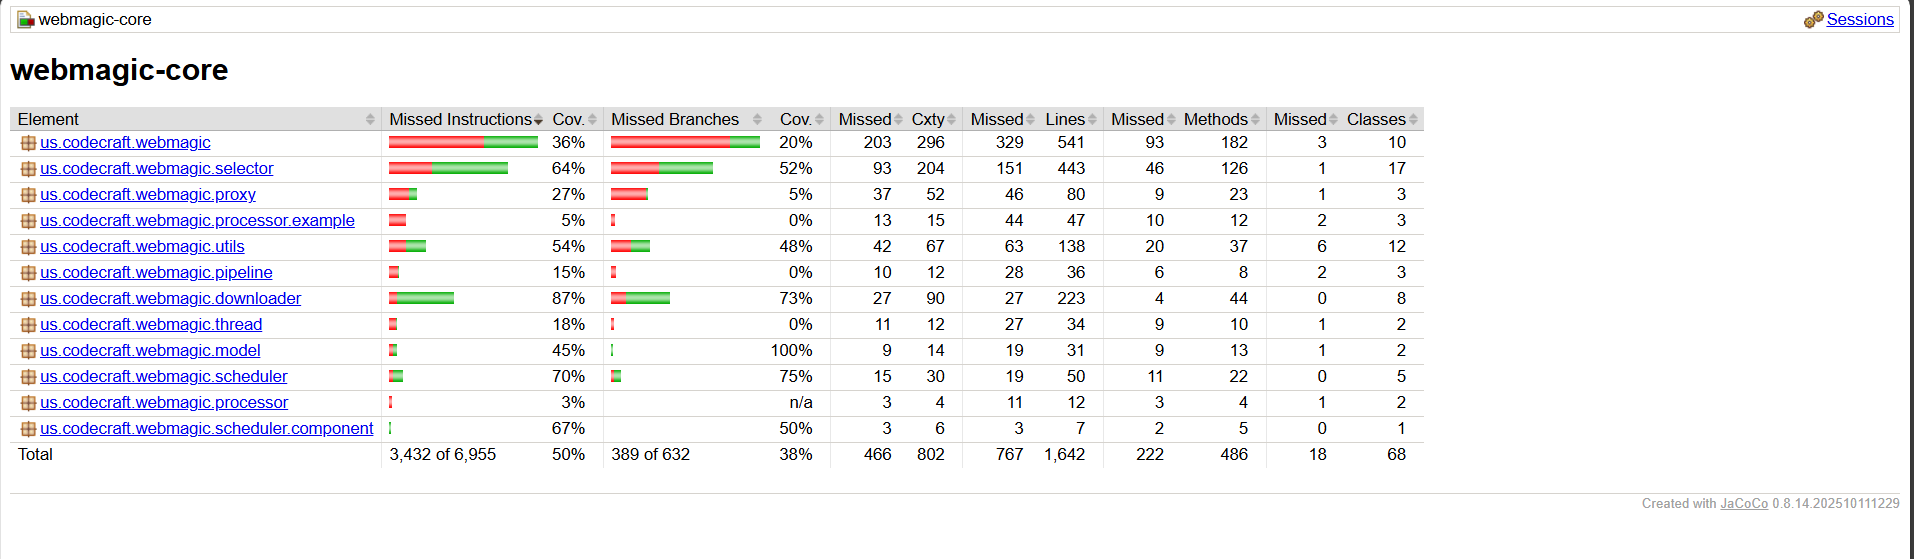 webmagic-core Sessions
webmagic-core
Element Missed Instructions Cov. Missed Branches Cov. Missed Cxty Missed Lines Missed Methods Missed Classes
us.codecraft.webmagic 36% 20% 203 296 329 541 93 182 3 10
us.codecraft.webmagic.selector 64% 52% 93 204 151 443 46 126 1 17
us.codecraft.webmagic.proxy 27% 5% 37 52 46 80 9 23 1 3
us.codecraft.webmagic.processor.example 5% 0% 13 15 44 47 10 12 2 3
us.codecraft.webmagic.utils 54% 48% 42 67 63 138 20 37 6 12
us.codecraft.webmagic.pipeline 15% 0% 10 12 28 36 6 8 2 3
us.codecraft.webmagic.downloader 87% 73% 27 90 27 223 4 44 0 8
us.codecraft.webmagic.thread 18% 0% 11 12 27 34 9 10 1 2
us.codecraft.webmagic.model 45% 100% 9 14 19 31 9 13 1 2
us.codecraft.webmagic.scheduler 70% 75% 15 30 19 50 11 22 0 5
us.codecraft.webmagic.processor 3% n/a 3 4 11 12 3 4 1 2
us.codecraft.webmagic.scheduler.component 67% 50% 3 6 3 7 2 5 0 1
Total 3,432 of 6,955 50% 389 of 632 38% 466 802 767 1,642 222 486 18 68
Created with JaCoCo 0.8.14.202510111229